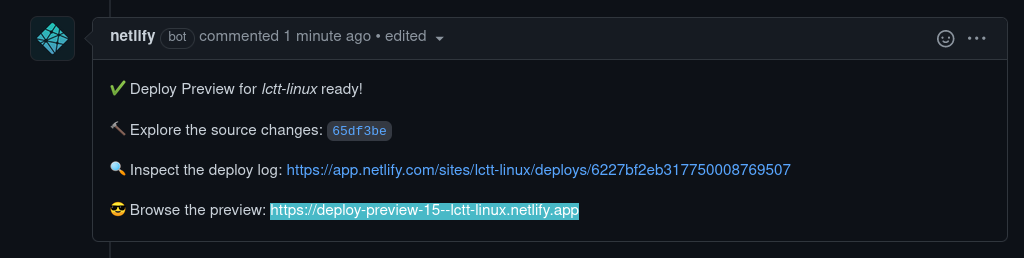 netlify bot commented 1 minute ago • edited
Deploy Preview for lctt-linux ready!
Explore the source changes: 65df3be
Inspect the deploy log: https://app.netlify.com/sites/lctt-linux/deploys/6227bf2eb317750008769507
Browse the preview: https://deploy-preview-15--lctt-linux.netlify.app